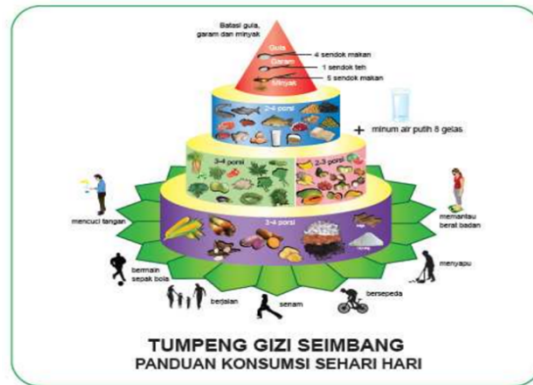 Batasi gula,
garam dan minyak
Gula
4 sendok makan
Garam
1 sendok teh
5 sendok makan
Minyak
2-4 porsi
+ minum air putih 8 gelas
3-4 porsi
2-3 porsi
3-4 porsi
mencuci tangan
memantau
berat badan
bermain
sepak bola
berjalan
senam
bersepeda
menyapu
TUMPENG GIZI SEIMBANG
PANDUAN KONSUMSI SEHARI HARI